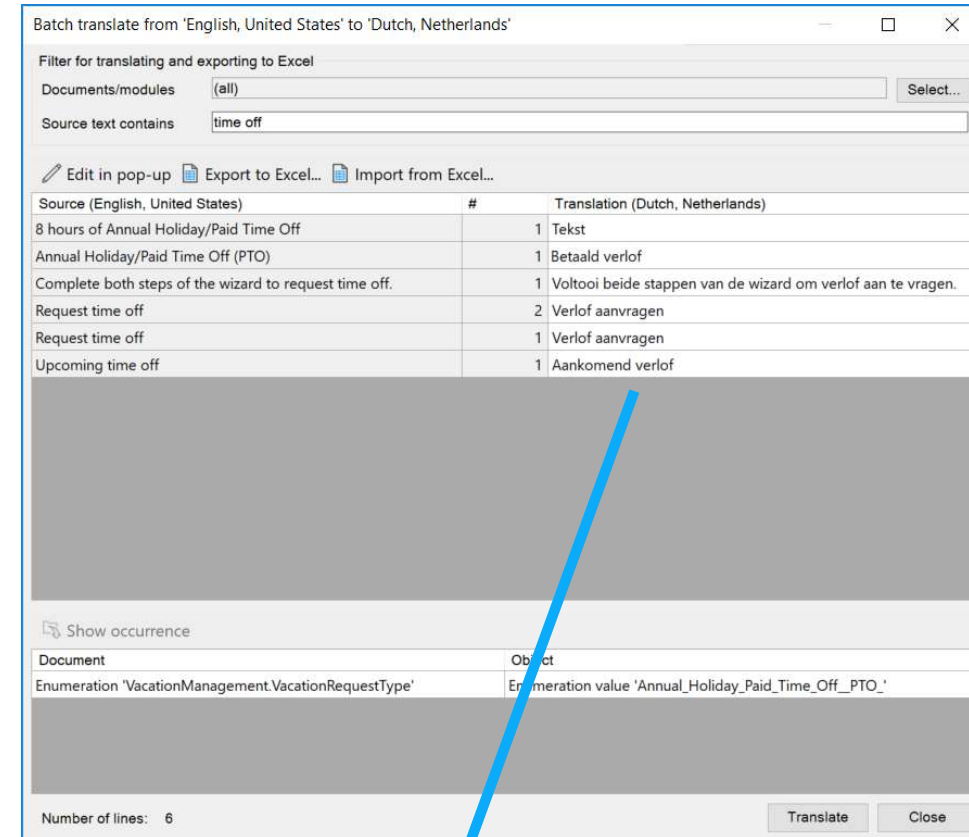 Batch translate from 'English, United States' to 'Dutch, Netherlands'
Filter for translating and exporting to Excel
Documents/modules (all) Select...
Source text contains time off
Edit in pop-up Export to Excel... Import from Excel...
Source (English, United States) # Translation (Dutch, Netherlands)
8 hours of Annual Holiday/Paid Time Off 1 Tekst
Annual Holiday/Paid Time Off (PTO) 1 Betaald verlof
Complete both steps of the wizard to request time off. 1 Voltooi beide stappen van de wizard om verlof aan te vragen.
Request time off 2 Verlof aanvragen
Request time off 1 Verlof aanvragen
Upcoming time off 1 Aankomend verlof
Show occurrence
Document Object
Enumeration 'VacationManagement.VacationRequestType' Enumeration value 'Annual_Holiday_Paid_Time_Off__PTO_'
Number of lines: 6 Translate Close